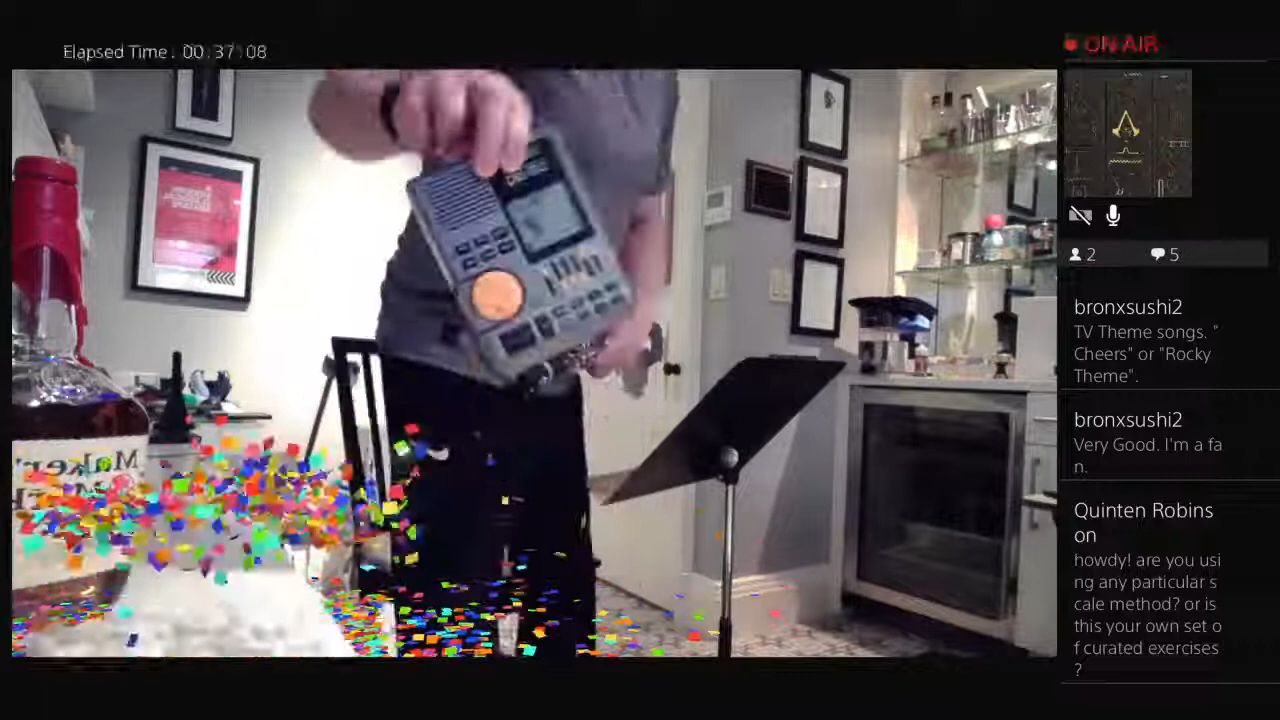 Elapsed Time: 00:37:08
ON AIR
2
5
bronxsushi2
TV Theme songs. "
Cheers" or "Rocky
Theme".
bronxsushi2
Very Good. I'm a fa
n.
Quinten Robins
on
howdy! are you usi
ng any particular s
cale method? or is
this your own set o
f curated exercises
?
Maker's